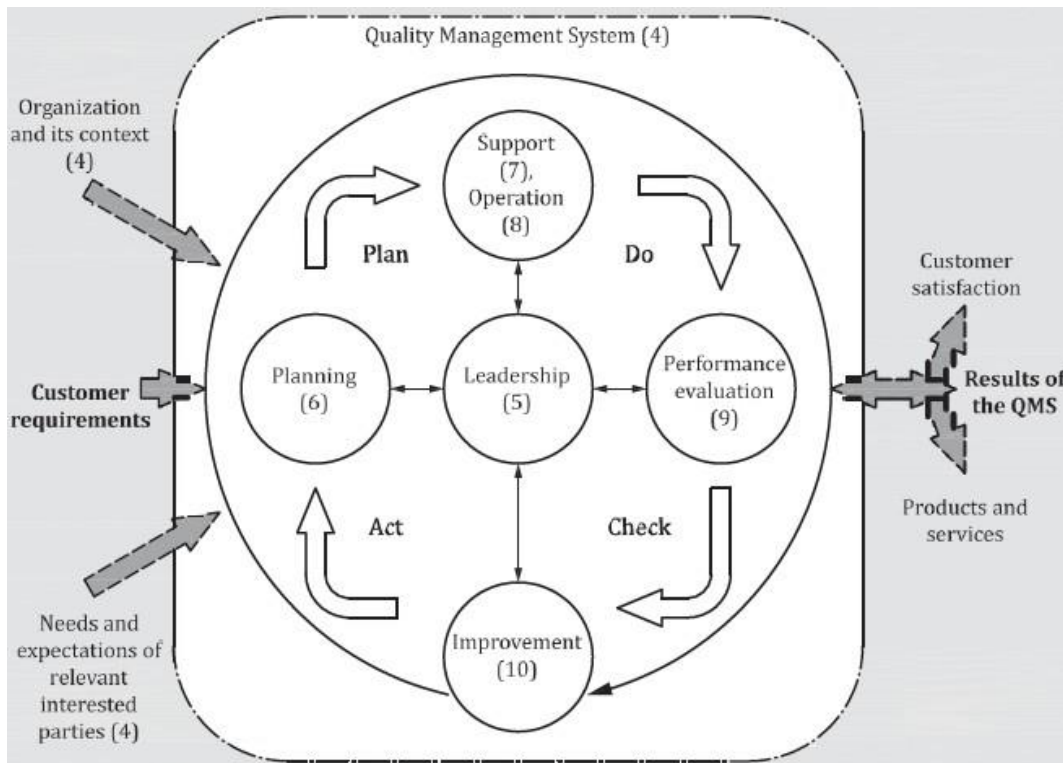 Quality Management System (4)
Organization
and its context
(4)
Support
(7),
Operation
(8)
Plan
Do
Customer
satisfaction
Planning
(6)
Leadership
(5)
Performance
evaluation
(9)
Customer
requirements
Results of
the QMS
Act
Check
Products and
services
Needs and
expectations of
relevant
interested
parties (4)
Improvement
(10)